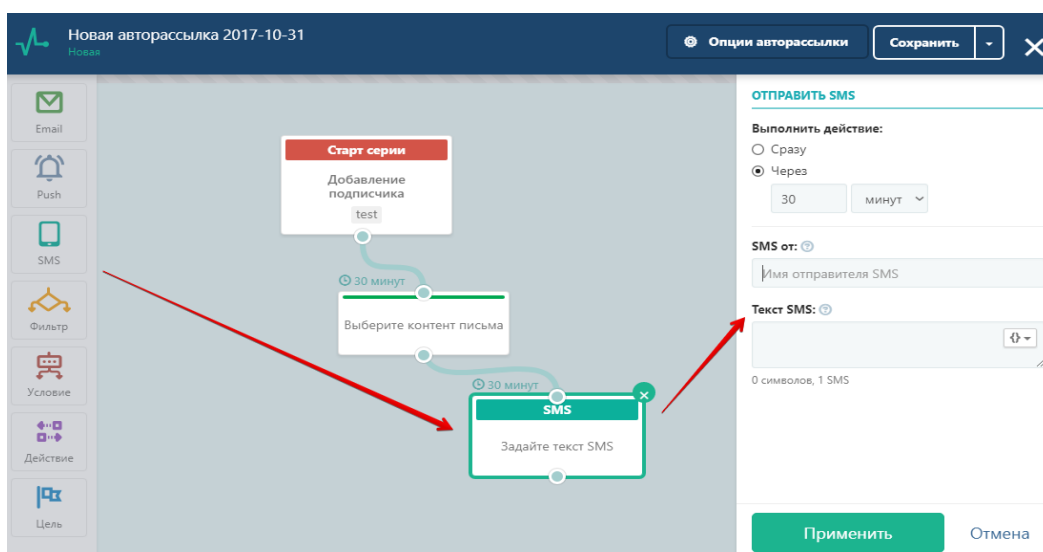 Новая авторассылка 2017-10-31
Новая
Опции авторассылки
Сохранить
Email
Push
SMS
Фильтр
Условие
Действие
Цель
Старт серии
Добавление
подписчика
test
30 минут
Выберите контент письма
30 минут
SMS
Задайте текст SMS
ОТПРАВИТЬ SMS
Выполнить действие:
Сразу
Через
30 минут
SMS от:
Имя отправителя SMS
Текст SMS:
0 символов, 1 SMS
Применить
Отмена